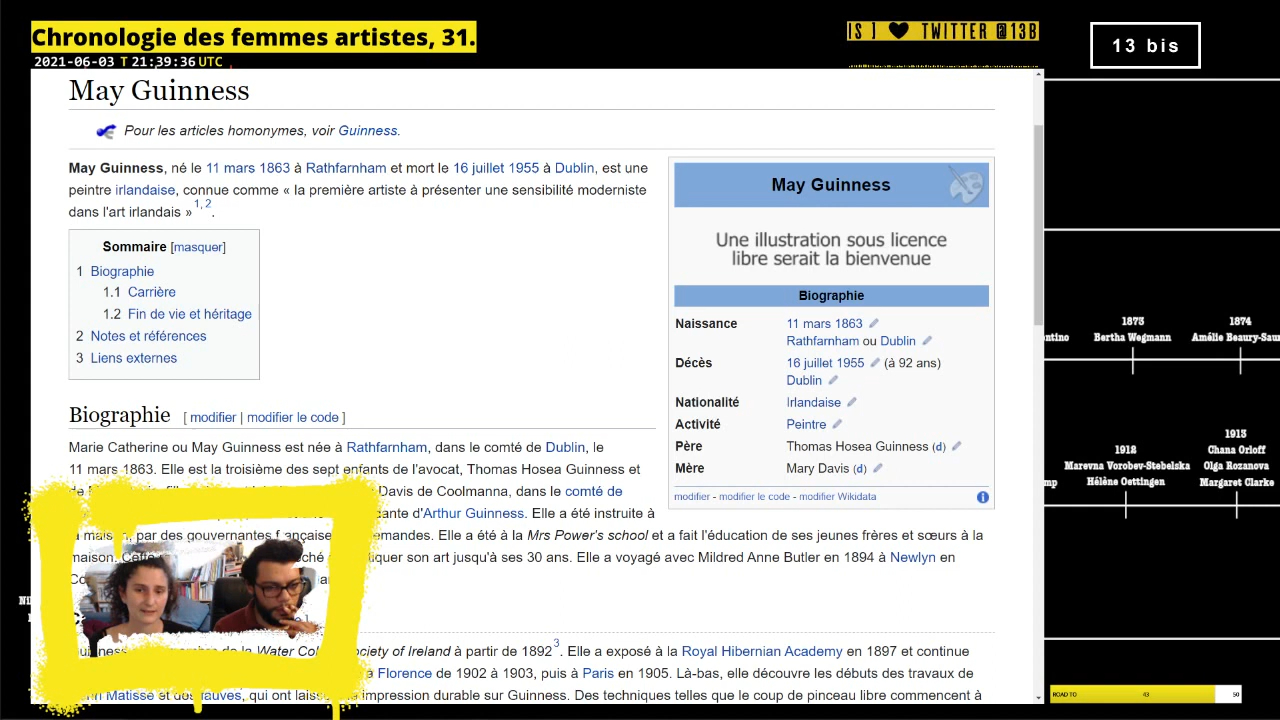 Chronologie des femmes artistes, 31.
2021-06-03 T 21:39:36 UTC
TWITTER @13B
13 bis
May Guinness
Pour les articles homonymes, voir Guinness.
May Guinness, né le 11 mars 1863 à Rathfarnham et mort le 16 juillet 1955 à Dublin, est une
peintre irlandaise, connue comme « la première artiste à présenter une sensibilité moderniste
dans l'art irlandais »1, 2.
Sommaire [masquer]
1 Biographie
1.1 Carrière
1.2 Fin de vie et héritage
2 Notes et références
3 Liens externes
May Guinness
Une illustration sous licence
libre serait la bienvenue
Biographie
Naissance 11 mars 1863
Rathfarnham ou Dublin
Décès 16 juillet 1955 (à 92 ans)
Dublin
Nationalité Irlandaise
Activité Peintre
Père Thomas Hosea Guinness (d)
Mère Mary Davis (d)
modifier - modifier le code - modifier Wikidata
Biographie [ modifier | modifier le code ]
Marie Catherine ou May Guinness est née à Rathfarnham, dans le comté de Dublin, le
11 mars 1863. Elle est la troisième des sept enfants de l'avocat, Thomas Hosea Guinness et
Davis de Coolmanna, dans le comté de
d'Arthur Guinness. Elle a été instruite à
par des gouvernantes Elle a été à la Mrs Power's school et a fait l'éducation de ses jeunes frères et sœurs à la
maison. son art jusqu'à ses 30 ans. Elle a voyagé avec Mildred Anne Butler en 1894 à Newlyn en
de la Water Society of Ireland à partir de 1892 3. Elle a exposé à la Royal Hibernian Academy en 1897 et continue
à Florence de 1902 à 1903, puis à Paris en 1905. Là-bas, elle découvre les débuts des travaux de
Matisse et des fauves, qui ont impression durable sur Guinness. Des techniques telles que le coup de pinceau libre commencent à
1873
Bertha Wegmann
1874
Amélie Beaury-Sau
1912
Marevna Vorobev-Stebelska
Hélène Oettingen
1913
Chana Orloff
Olga Rozanova
Margaret Clarke
ROAD TO 43 50